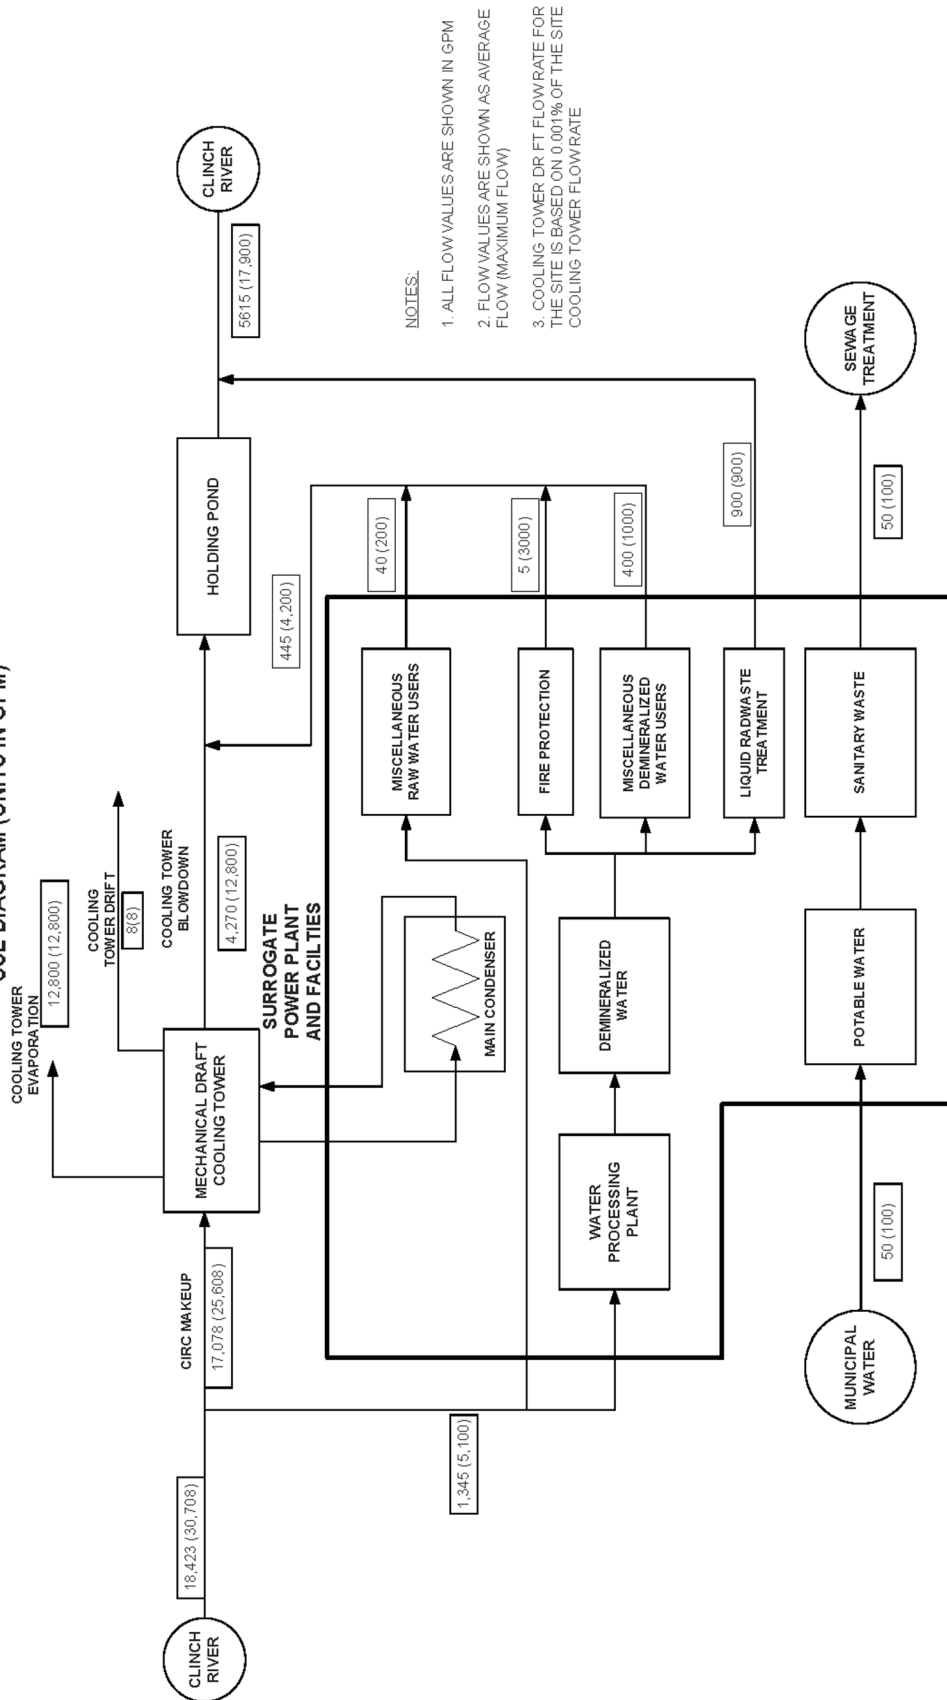 COOLING TOWER
EVAPORATION
12,800 (12,800)
COOLING
TOWER DRIFT
8(8)
CLINCH
RIVER
18,423 (30,708)
CIRC MAKEUP
17,078 (25,608)
MECHANICAL DRAFT
COOLING TOWER
COOLING TOWER
BLOWDOWN
4,270 (12,800)
HOLDING POND
5615 (17,900)
CLINCH
RIVER
445 (4,200)
SURROGATE
POWER PLANT
AND FACILTIES
1,345 (5,100)
MAIN CONDENSER
MISCELLANEOUS
RAW WATER USERS
40 (200)
WATER
PROCESSING
PLANT
DEMINERALIZED
WATER
FIRE PROTECTION
5 (3000)
MISCELLANEOUS
DEMINERALIZED
WATER USERS
400 (1000)
LIQUID RADWASTE
TREATMENT
900 (900)
MUNICIPAL
WATER
50 (100)
POTABLE WATER
SANITARY WASTE
50 (100)
SEWAGE
TREATMENT
NOTES:
1. ALL FLOW VALUES ARE SHOWN IN GPM
2. FLOW VALUES ARE SHOWN AS AVERAGE
FLOW (MAXIMUM FLOW)
3. COOLING TOWER DR FT FLOWRATE FOR
THE SITE IS BASED ON 0.001% OF THE SITE
COOLING TOWER FLOWRATE